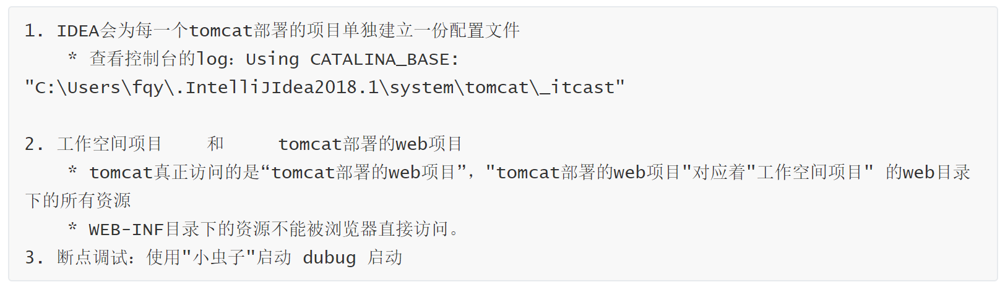 1. IDEA会为每一个tomcat部署的项目单独建立一份配置文件
* 查看控制台的log：Using CATALINA_BASE:
"C:\Users\fqy\.IntelliJIdea2018.1\system\tomcat\_itcast"
2. 工作空间项目 和 tomcat部署的web项目
* tomcat真正访问的是“tomcat部署的web项目”，"tomcat部署的web项目"对应着"工作空间项目" 的web目录
下的所有资源
* WEB-INF目录下的资源不能被浏览器直接访问。
3. 断点调试：使用"小虫子"启动 dubug 启动